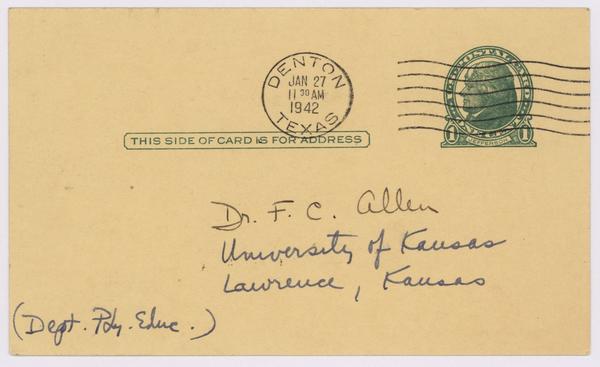 DENTON
JAN 27
11 30 AM
1942
TEXAS
THIS SIDE OF CARD IS FOR ADDRESS
1 JEFFERSON 1
Dr. F. C. Allen
University of Kansas
Lawrence, Kansas
(Dept. Phy. Educ.)